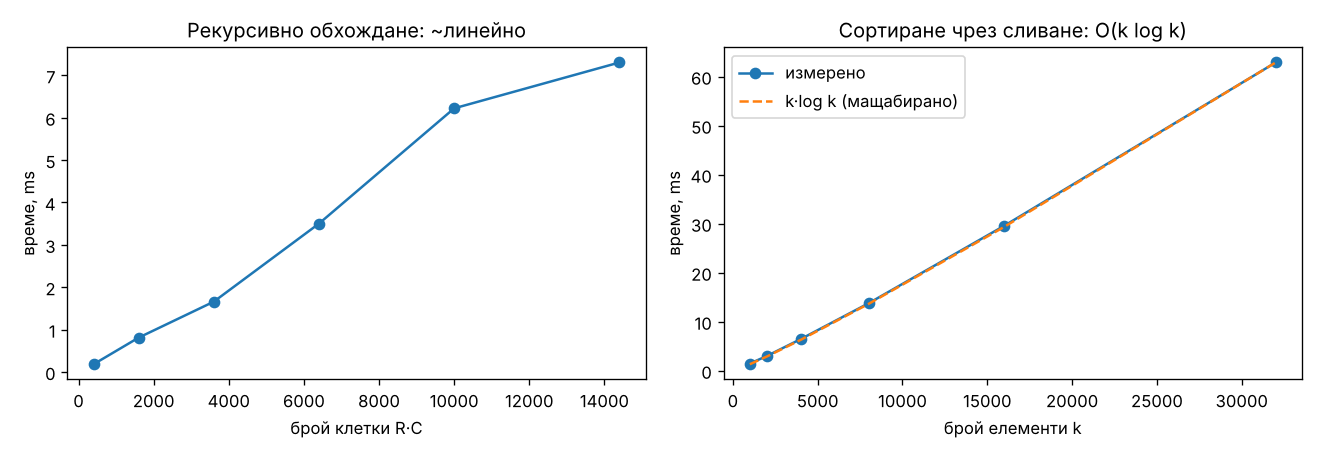 Рекурсивно обхождане: ~линейно
време, ms
7
6
5
4
3
2
1
0
0 2000 4000 6000 8000 10000 12000 14000
брой клетки R·C
Сортиране чрез сливане: O(k log k)
измерено
k·log k (мащабирано)
време, ms
60
50
40
30
20
10
0
0 5000 10000 15000 20000 25000 30000
брой елементи k